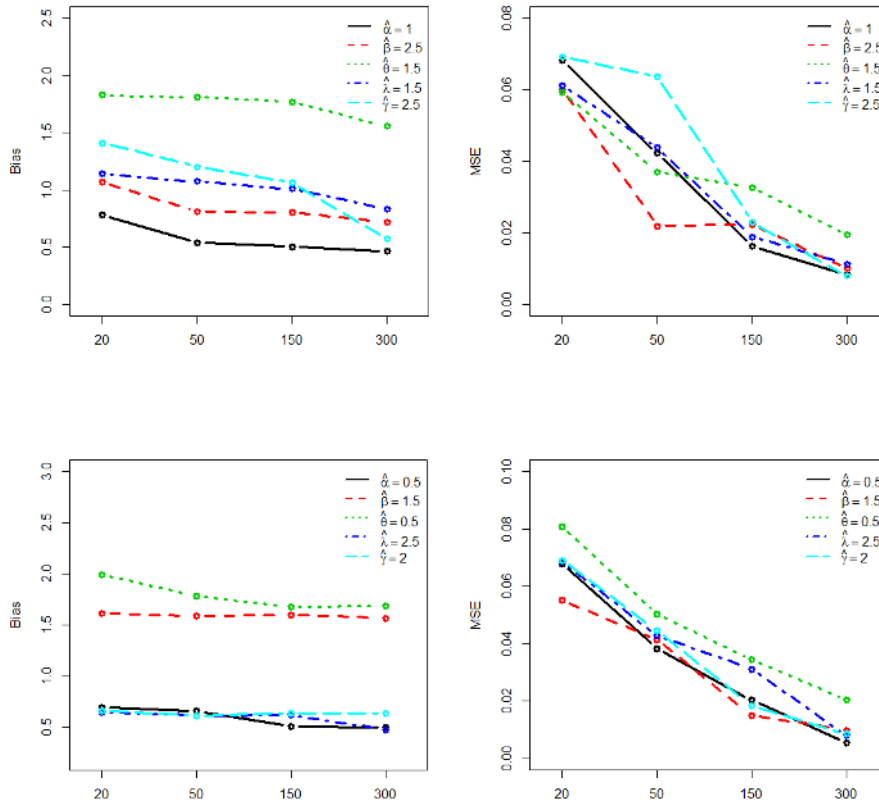 Bias
0.0 0.5 1.0 1.5 2.0 2.5
20 50 150 300
α̂ = 1
β̂ = 2.5
θ̂ = 1.5
λ̂ = 1.5
γ̂ = 2.5
MSE
0.00 0.02 0.04 0.06 0.08
20 50 150 300
α̂ = 1
β̂ = 2.5
θ̂ = 1.5
λ̂ = 1.5
γ̂ = 2.5
Bias
0.5 1.0 1.5 2.0 2.5 3.0
20 50 150 300
α̂ = 0.5
β̂ = 1.5
θ̂ = 0.5
λ̂ = 2.5
γ̂ = 2
MSE
0.00 0.02 0.04 0.06 0.08 0.10
20 50 150 300
α̂ = 0.5
β̂ = 1.5
θ̂ = 0.5
λ̂ = 2.5
γ̂ = 2